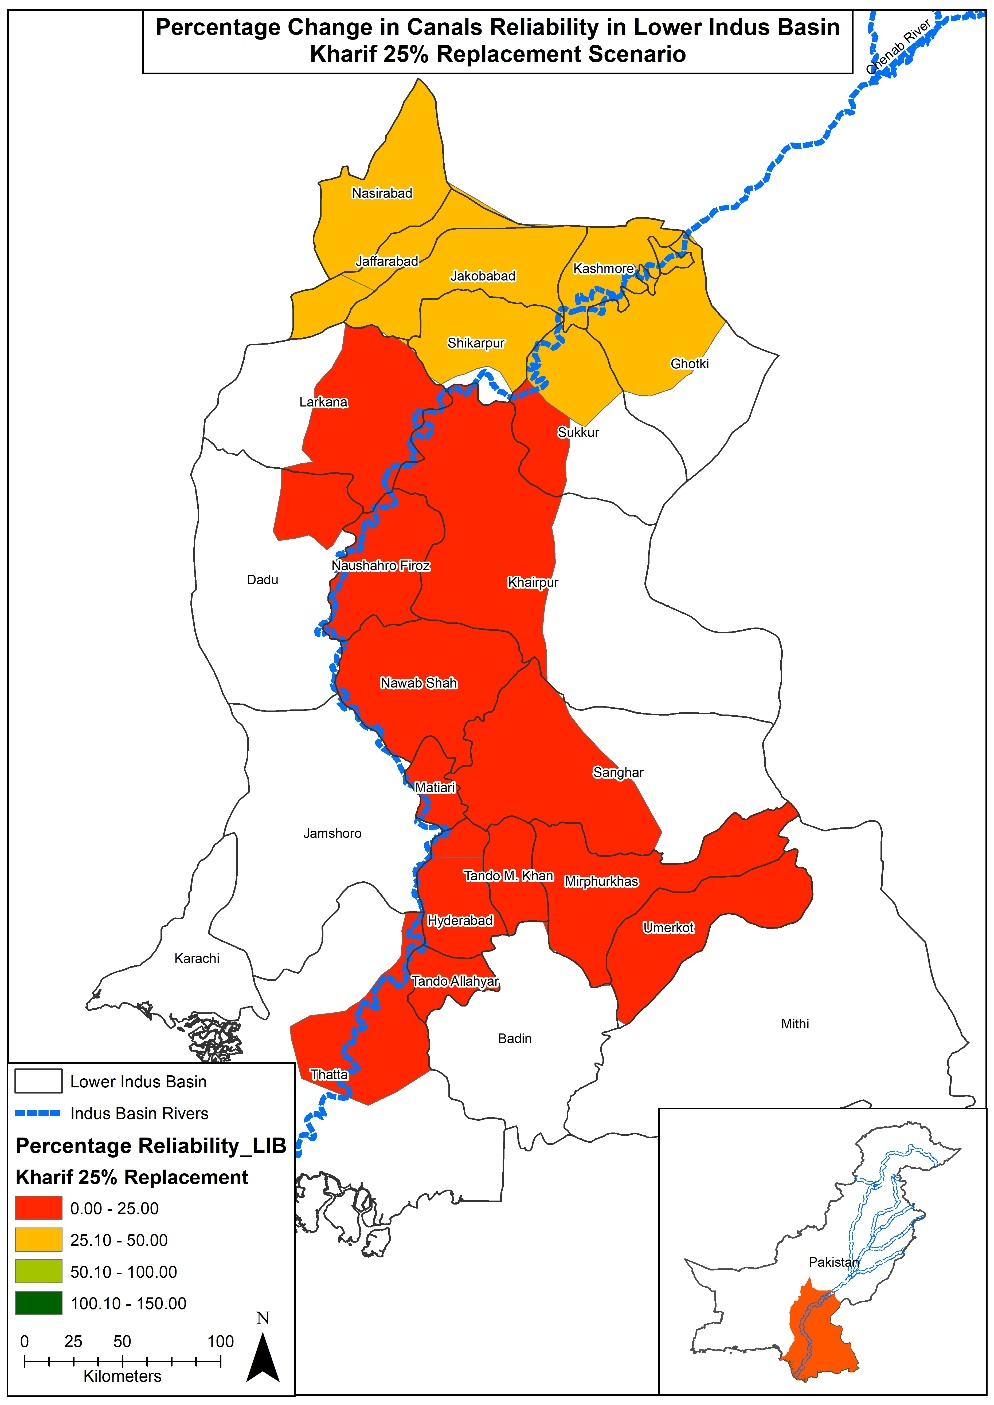 Percentage Change in Canals Reliability in Lower Indus Basin
Kharif 25% Replacement Scenario
Chenab River
Nasirabad
Jaffarabad
Jakobabad
Kashmore
Shikarpur
Ghotki
Larkana
Sukkur
Naushahro Firoz
Dadu
Khairpur
Nawab Shah
Sanghar
Matiari
Jamshoro
Tando M. Khan
Mirphurkhas
Hyderabad
Umerkot
Karachi
Tando Allahyar
Mithi
Badin
Thatta
Lower Indus Basin
Indus Basin Rivers
Percentage Reliability_LIB
Kharif 25% Replacement
0.00 - 25.00
25.10 - 50.00
50.10 - 100.00
100.10 - 150.00
N
0 25 50 100
Kilometers
Pakistan